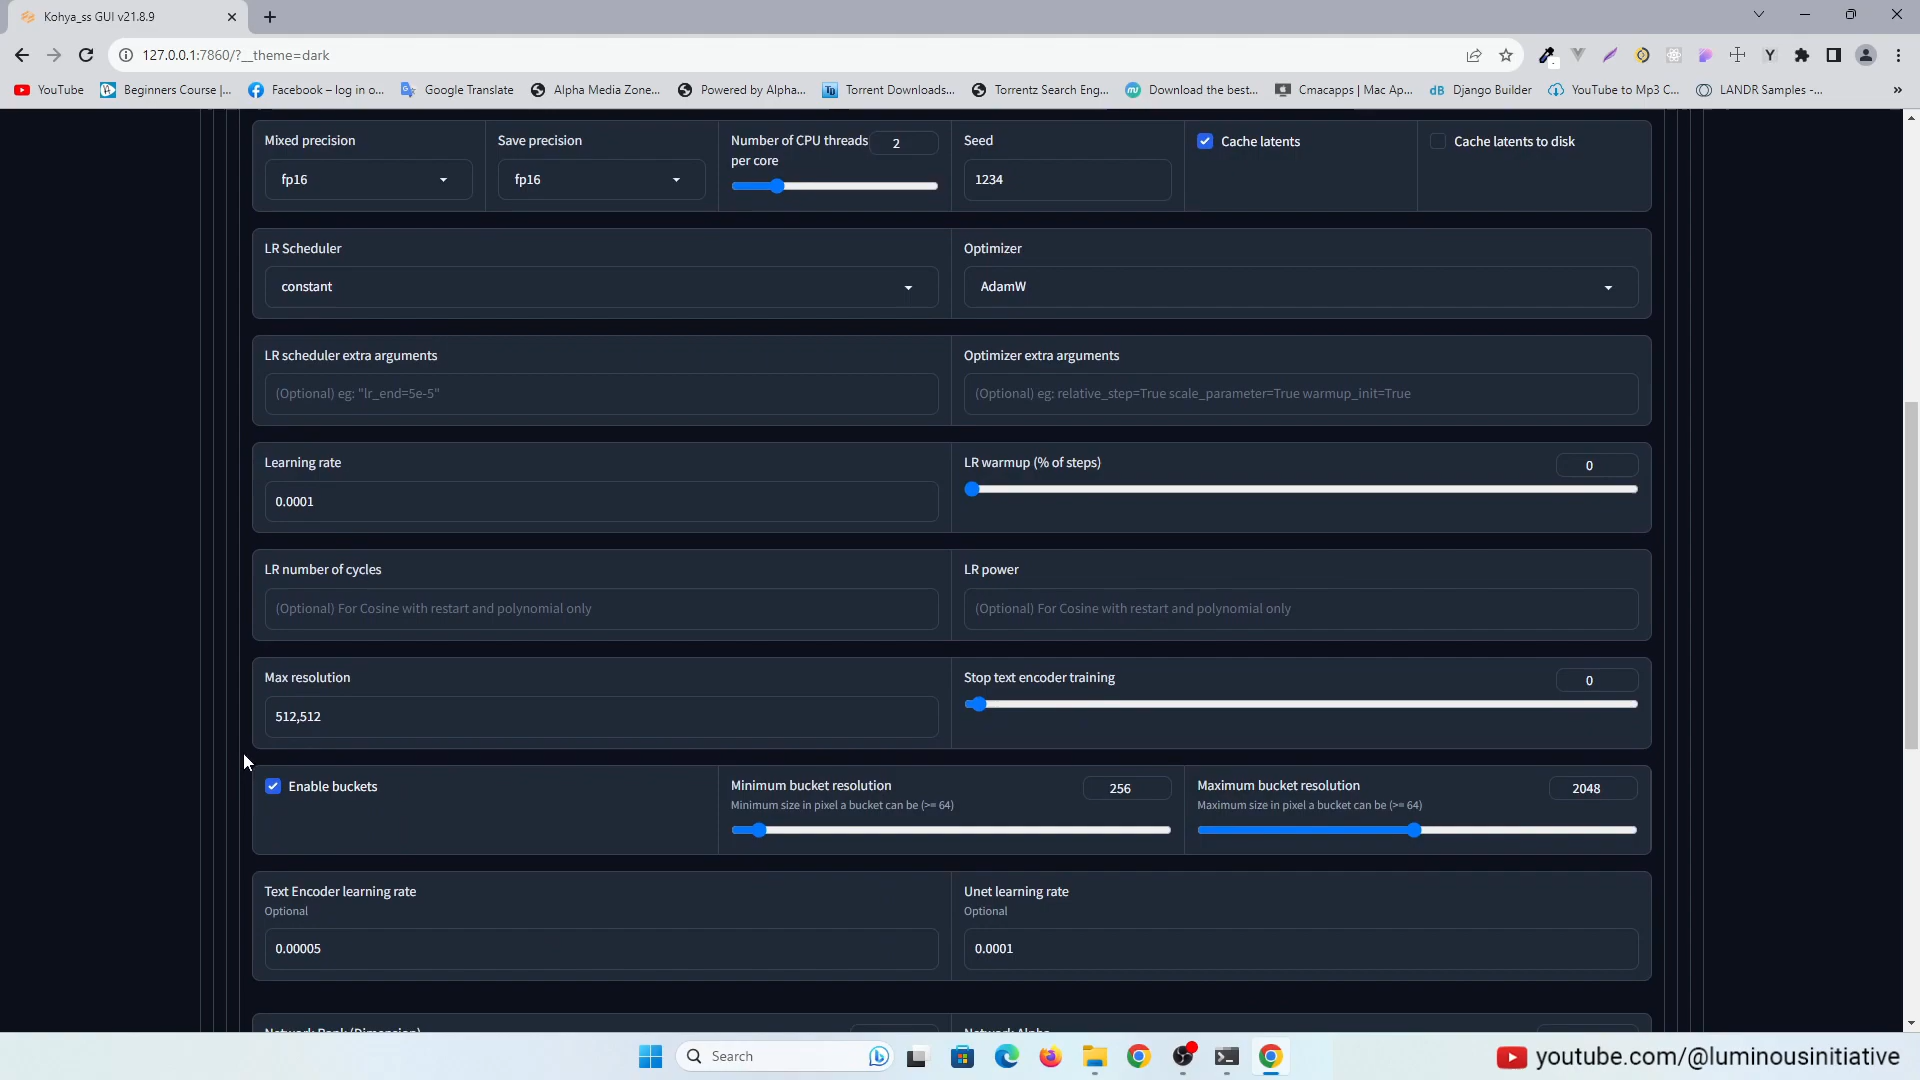 Kohya_ss GUI v21.8.9
127.0.0.1:7860/?__theme=dark
YouTube
Beginners Course |...
Facebook – log in o...
Google Translate
Alpha Media Zone...
Powered by Alpha...
Torrent Downloads...
Torrentz Search Eng...
Download the best...
Cmacapps | Mac Ap...
Django Builder
YouTube to Mp3 C...
LANDR Samples -...
Mixed precision
fp16
Save precision
fp16
Number of CPU threads per core
2
Seed
1234
Cache latents
Cache latents to disk
LR Scheduler
constant
Optimizer
AdamW
LR scheduler extra arguments
(Optional) eg: "lr_end=5e-5"
Optimizer extra arguments
(Optional) eg: relative_step=True scale_parameter=True warmup_init=True
Learning rate
0.0001
LR warmup (% of steps)
0
LR number of cycles
(Optional) For Cosine with restart and polynomial only
LR power
(Optional) For Cosine with restart and polynomial only
Max resolution
512,512
Stop text encoder training
0
Enable buckets
Minimum bucket resolution
Minimum size in pixel a bucket can be (>= 64)
256
Maximum bucket resolution
Maximum size in pixel a bucket can be (>= 64)
2048
Text Encoder learning rate
Optional
0.00005
Unet learning rate
Optional
0.0001
Network Rank (Dimension)
Network Alpha
Search
youtube.com/@luminousinitiative